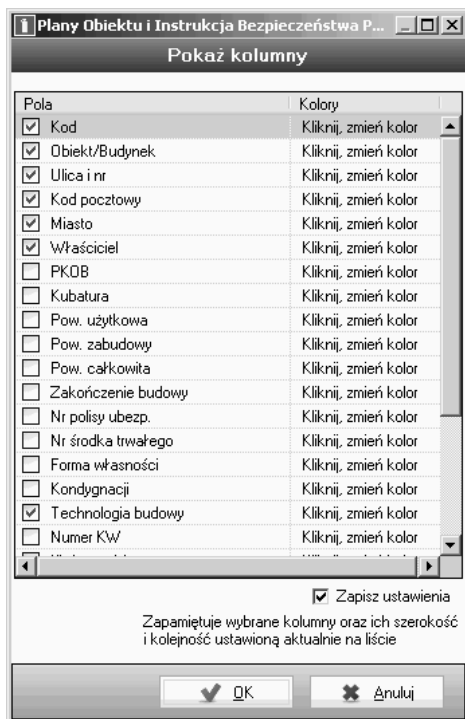 Plany Obiektu i Instrukcja Bezpieczeństwa P...
Pokaż kolumny
Pola Kolory
Kod Kliknij, zmień kolor
Obiekt/Budynek Kliknij, zmień kolor
Ulica i nr Kliknij, zmień kolor
Kod pocztowy Kliknij, zmień kolor
Miasto Kliknij, zmień kolor
Właściciel Kliknij, zmień kolor
PKOB Kliknij, zmień kolor
Kubatura Kliknij, zmień kolor
Pow. użytkowa Kliknij, zmień kolor
Pow. zabudowy Kliknij, zmień kolor
Pow. całkowita Kliknij, zmień kolor
Zakończenie budowy Kliknij, zmień kolor
Nr polisy ubezp. Kliknij, zmień kolor
Nr środka trwałego Kliknij, zmień kolor
Forma własności Kliknij, zmień kolor
Kondygnacji Kliknij, zmień kolor
Technologia budowy Kliknij, zmień kolor
Numer KW Kliknij, zmień kolor
Zapisz ustawienia
Zapamiętuje wybrane kolumny oraz ich szerokość
i kolejność ustawioną aktualnie na liście
OK Anuluj